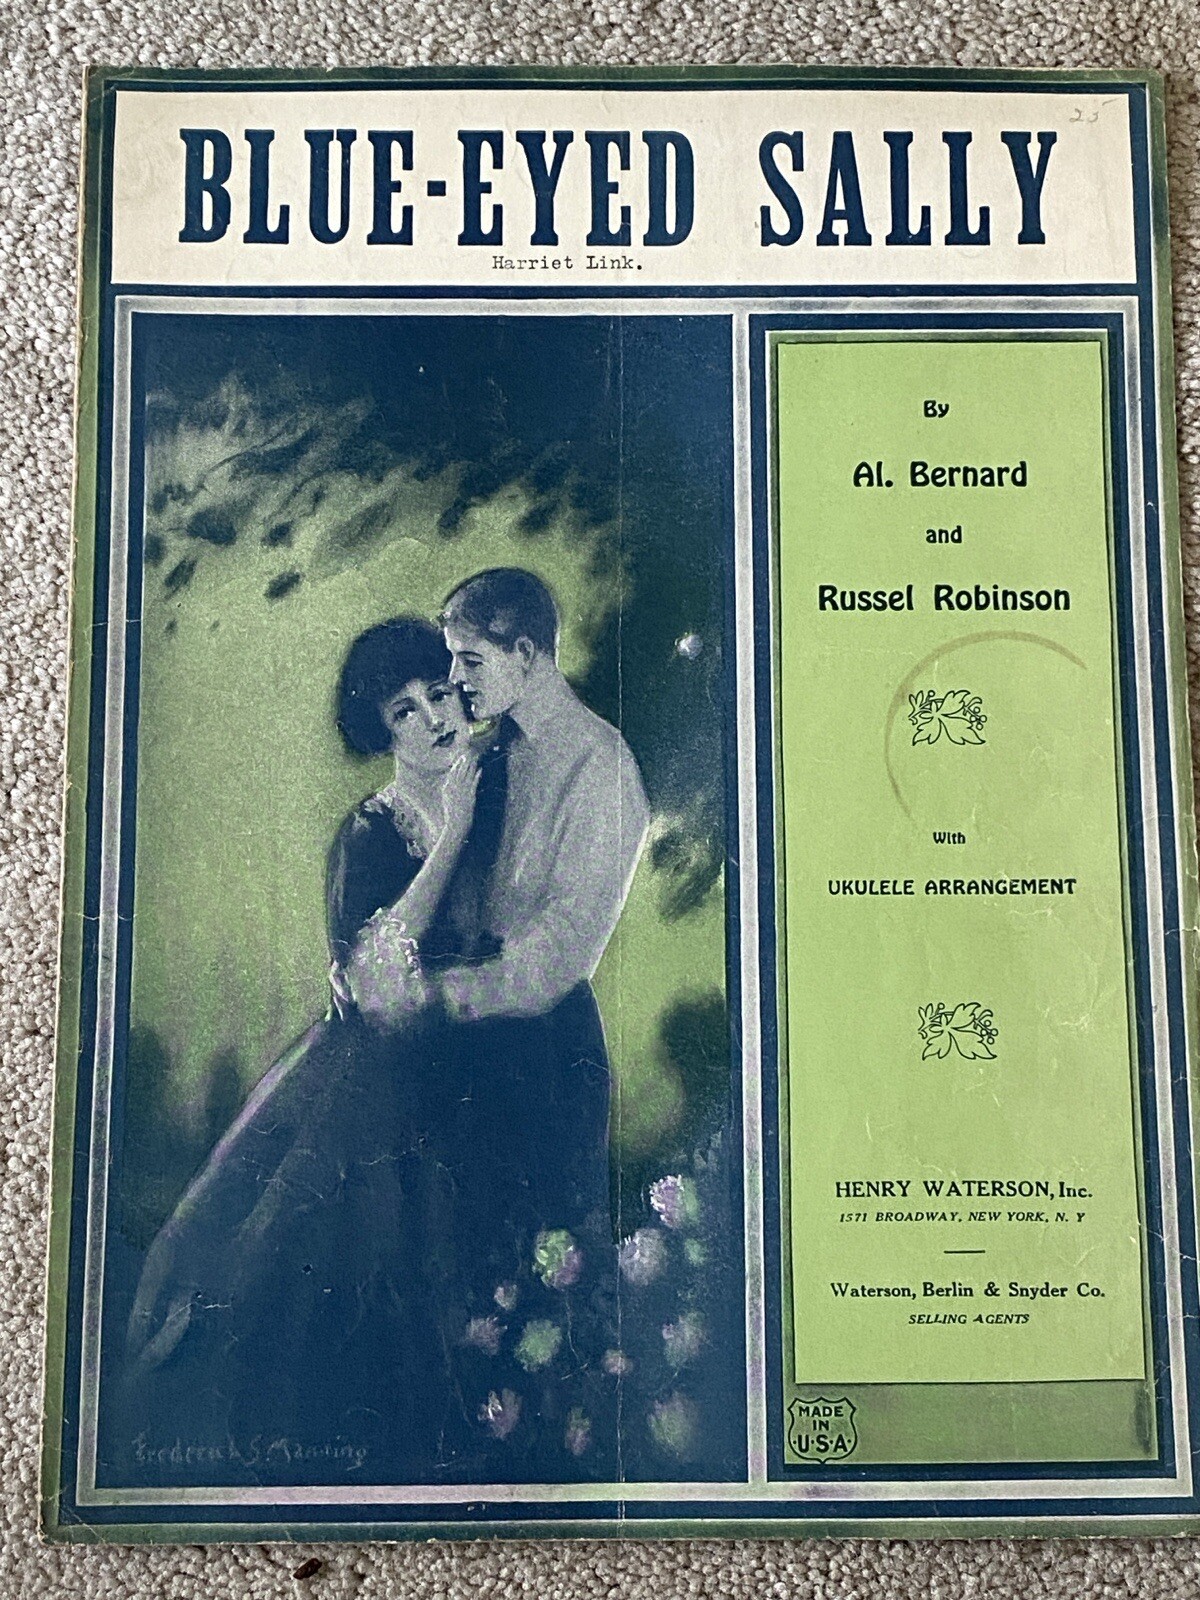 25
BLUE-EYED SALLY
Harriet Link.
By
Al. Bernard
and
Russel Robinson
With
UKULELE ARRANGEMENT
HENRY WATERSON, Inc.
1571 BROADWAY, NEW YORK, N. Y
Waterson, Berlin & Snyder Co.
SELLING AGENTS
MADE
IN
U·S·A·
Frederick S. Manning